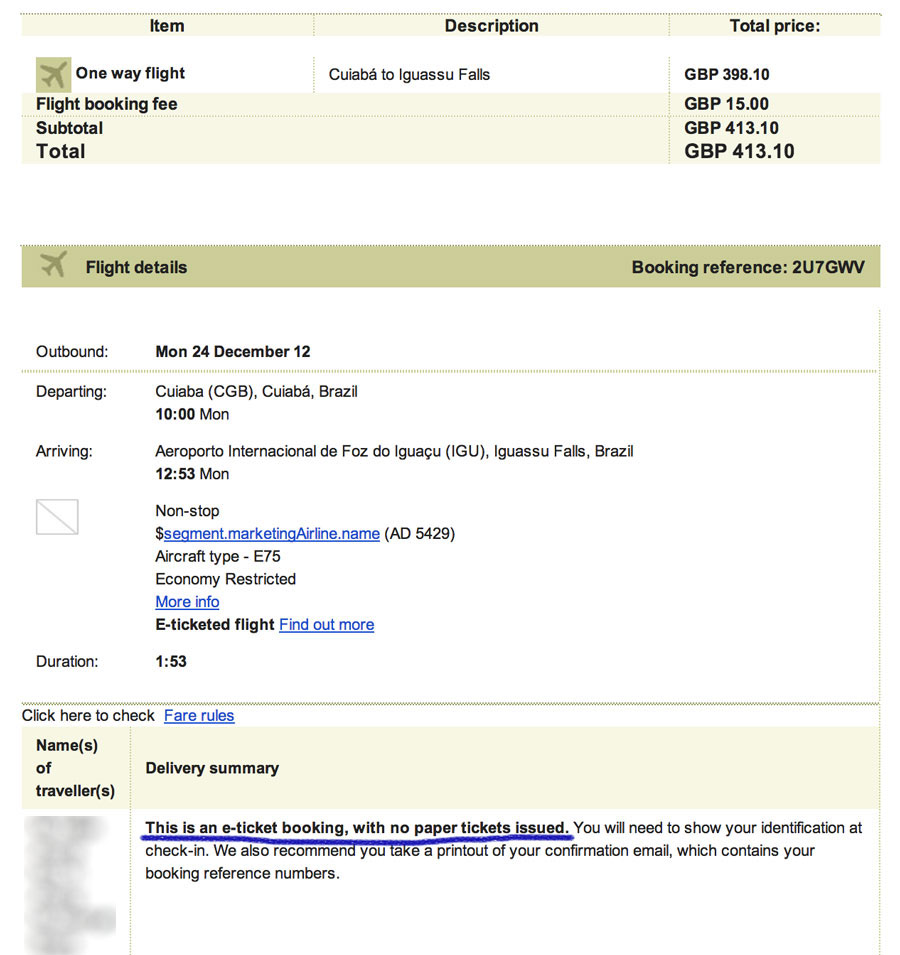 Item Description Total price:
One way flight Cuiabá to Iguassu Falls GBP 398.10
Flight booking fee GBP 15.00
Subtotal GBP 413.10
Total GBP 413.10
Flight details Booking reference: 2U7GWV
Outbound: Mon 24 December 12
Departing: Cuiaba (CGB), Cuiabá, Brazil
10:00 Mon
Arriving: Aeroporto Internacional de Foz do Iguaçu (IGU), Iguassu Falls, Brazil
12:53 Mon
Non-stop
$segment.marketingAirline.name (AD 5429)
Aircraft type - E75
Economy Restricted
More info
E-ticketed flight Find out more
Duration: 1:53
Click here to check Fare rules
Name(s)
of
traveller(s)
Delivery summary
This is an e-ticket booking, with no paper tickets issued. You will need to show your identification at
check-in. We also recommend you take a printout of your confirmation email, which contains your
booking reference numbers.